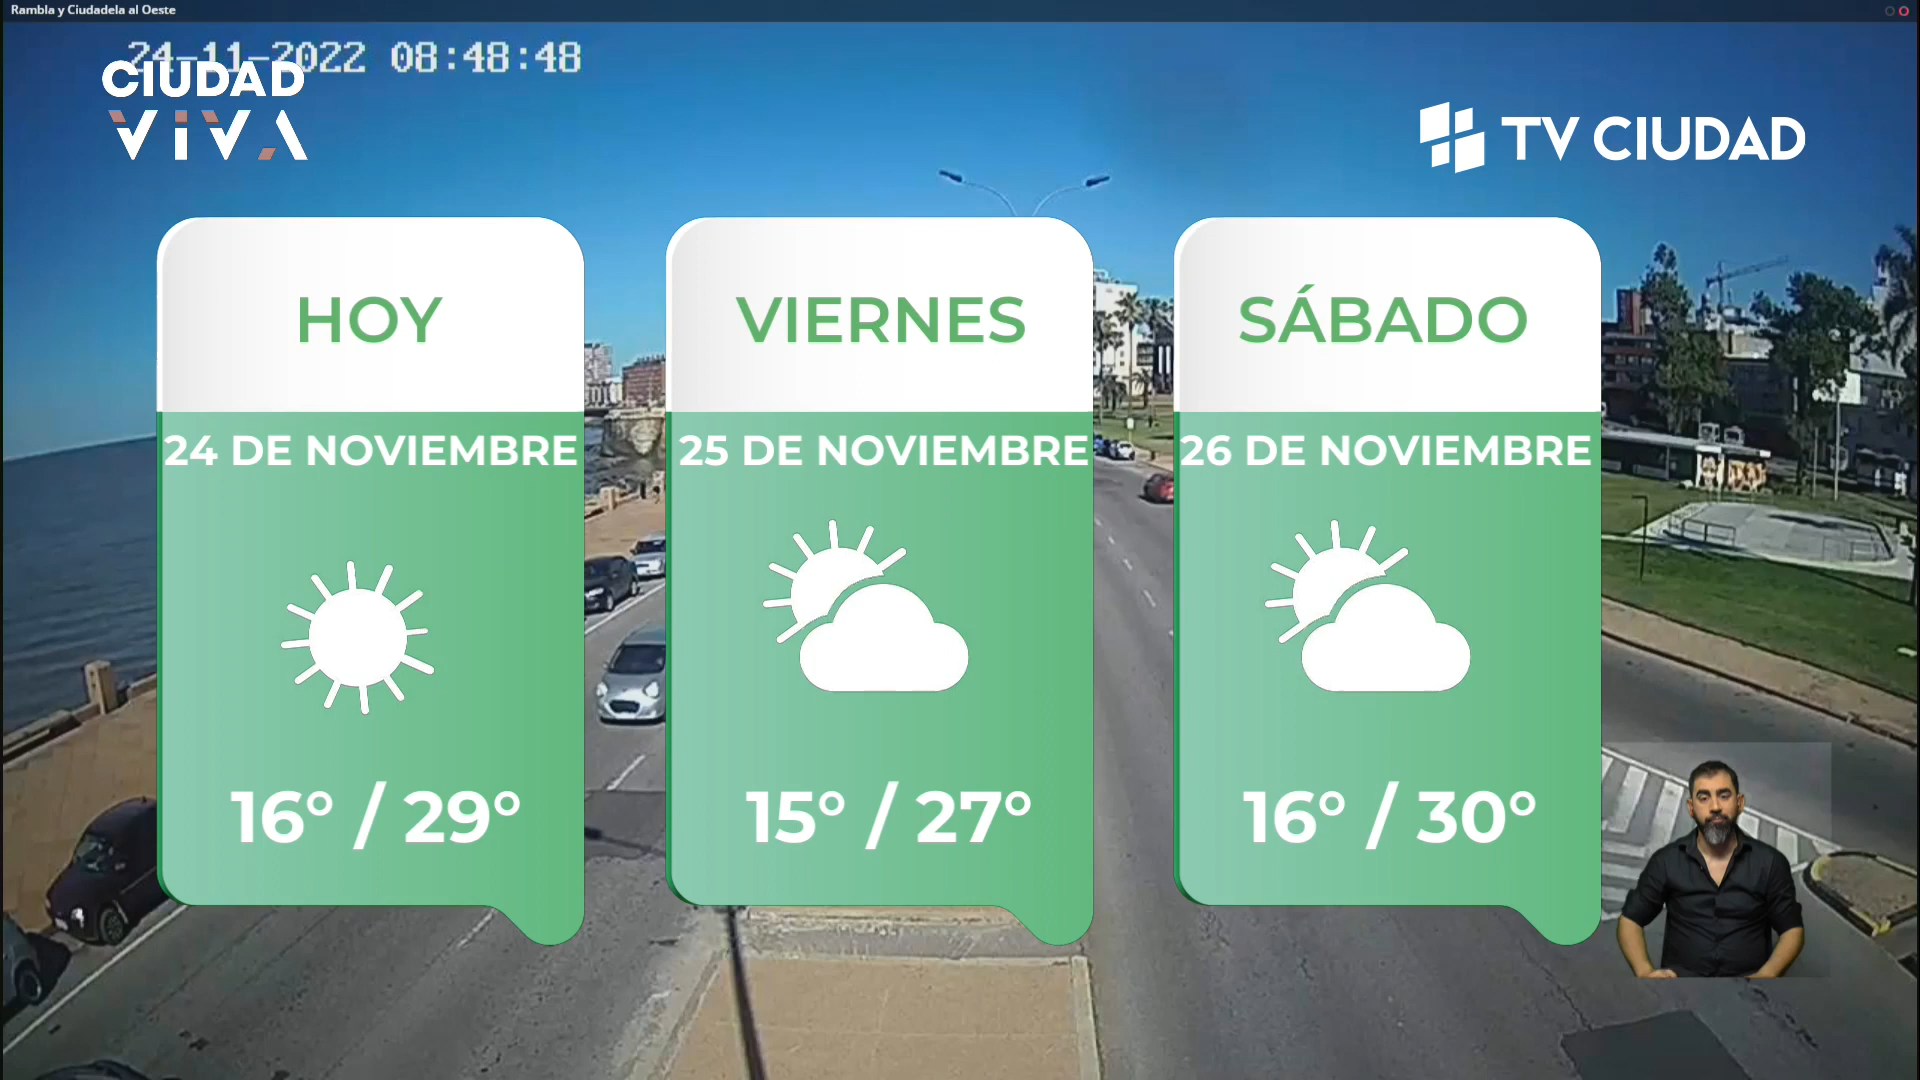 Rambla y Ciudadela al Oeste
24-11-2022 08:48:48
CIUDAD
VIVA
TV CIUDAD
HOY
24 DE NOVIEMBRE
16° / 29°
VIERNES
25 DE NOVIEMBRE
15° / 27°
SÁBADO
26 DE NOVIEMBRE
16° / 30°